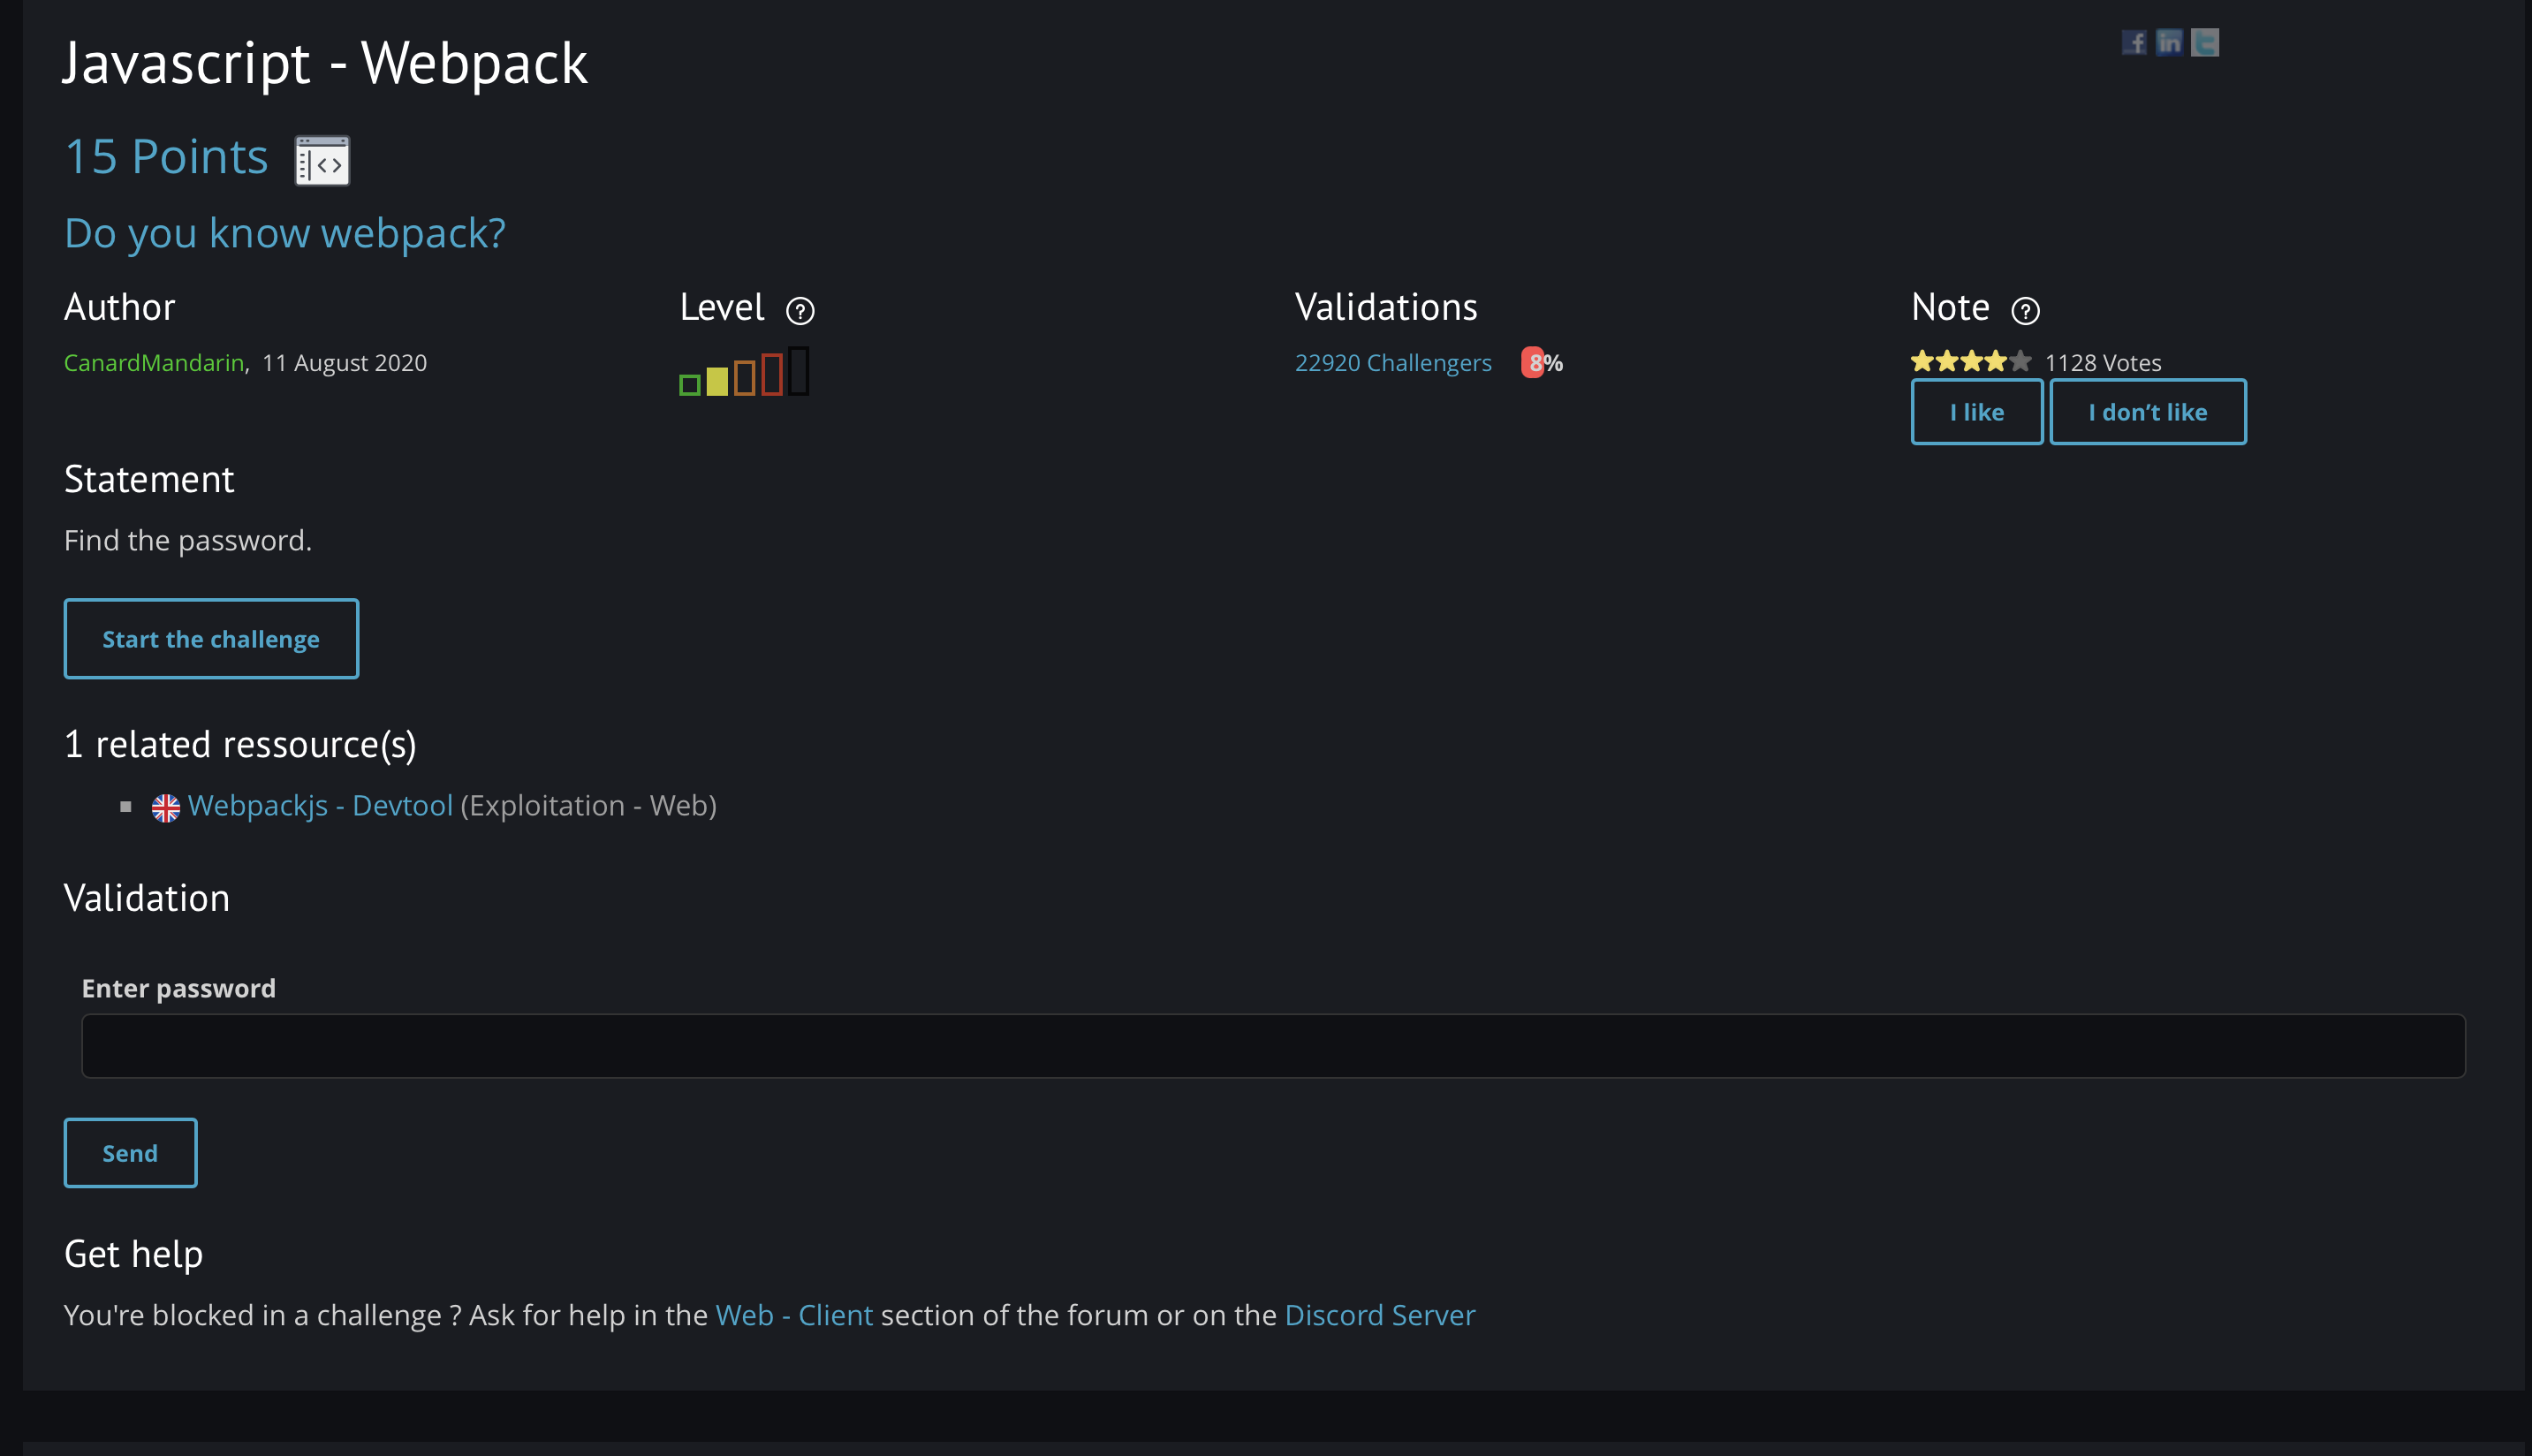 Javascript - Webpack
15 Points
Do you know webpack?
Author
CanardMandarin, 11 August 2020
Level ?
Validations
22920 Challengers 8%
Note ?
1128 Votes
I like
I don’t like
Statement
Find the password.
Start the challenge
1 related ressource(s)
Webpackjs - Devtool (Exploitation - Web)
Validation
Enter password
Send
Get help
You're blocked in a challenge ? Ask for help in the Web - Client section of the forum or on the Discord Server